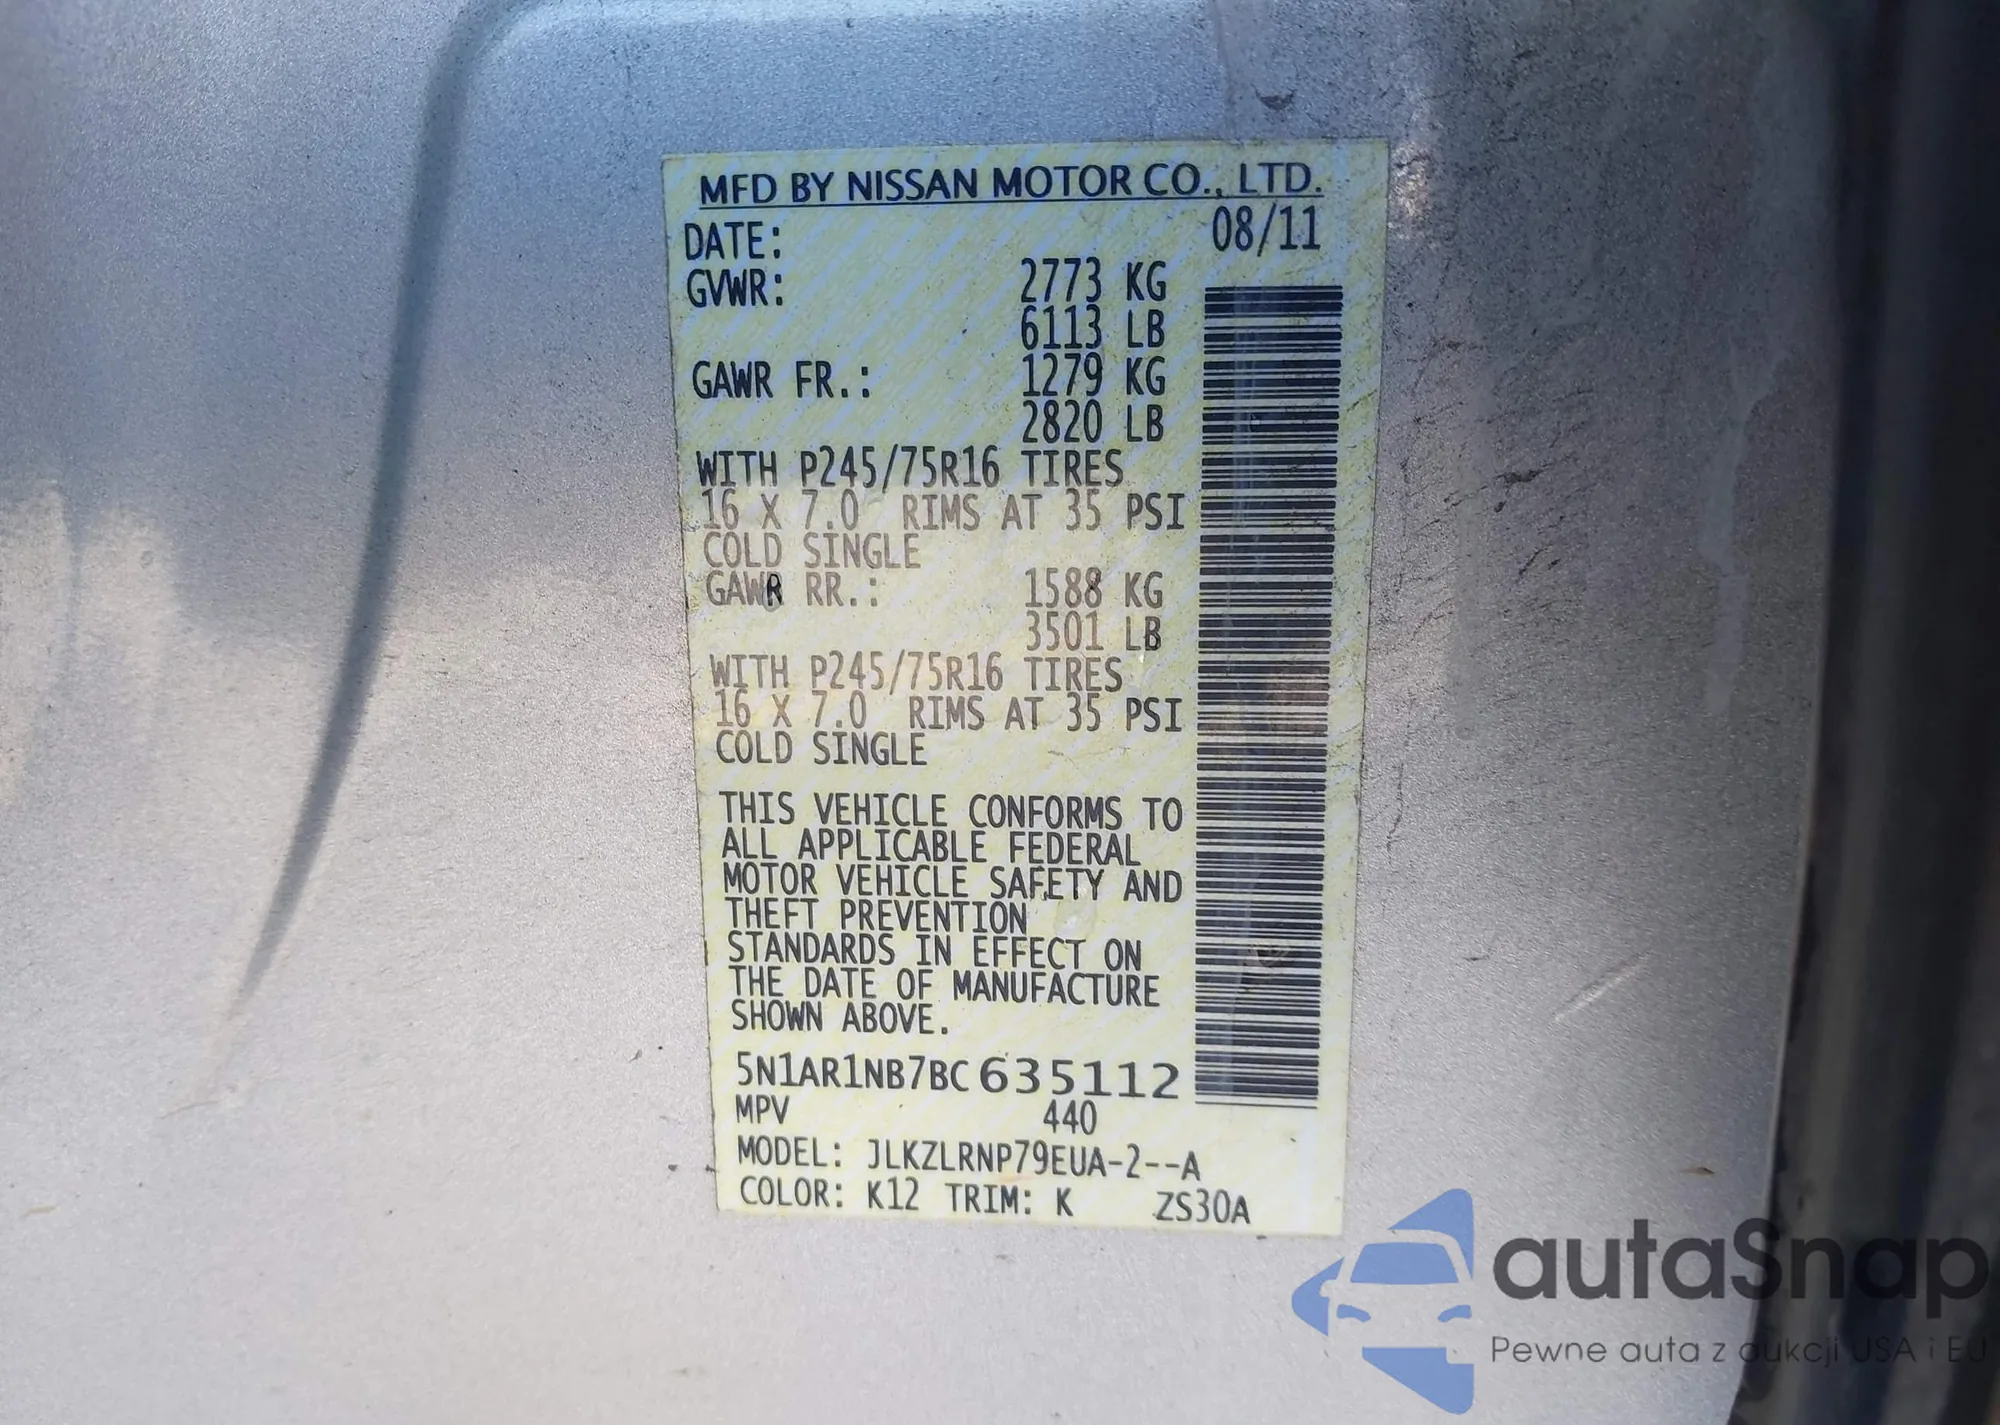 MFD BY NISSAN MOTOR CO., LTD.
DATE: 08/11
GVWR: 2773 KG
6113 LB
GAWR FR.: 1279 KG
2820 LB
WITH P245/75R16 TIRES
16 X 7.0 RIMS AT 35 PSI
COLD SINGLE
GAWR RR.: 1588 KG
3501 LB
WITH P245/75R16 TIRES
16 X 7.0 RIMS AT 35 PSI
COLD SINGLE
THIS VEHICLE CONFORMS TO
ALL APPLICABLE FEDERAL
MOTOR VEHICLE SAFETY AND
THEFT PREVENTION
STANDARDS IN EFFECT ON
THE DATE OF MANUFACTURE
SHOWN ABOVE.
5N1AR1NB7BC635112
MPV 440
MODEL: JLKZLRNP79EUA-2--A
COLOR: K12 TRIM: K ZS30A
autaSnap
Pewne auta z aukcji USA i EU